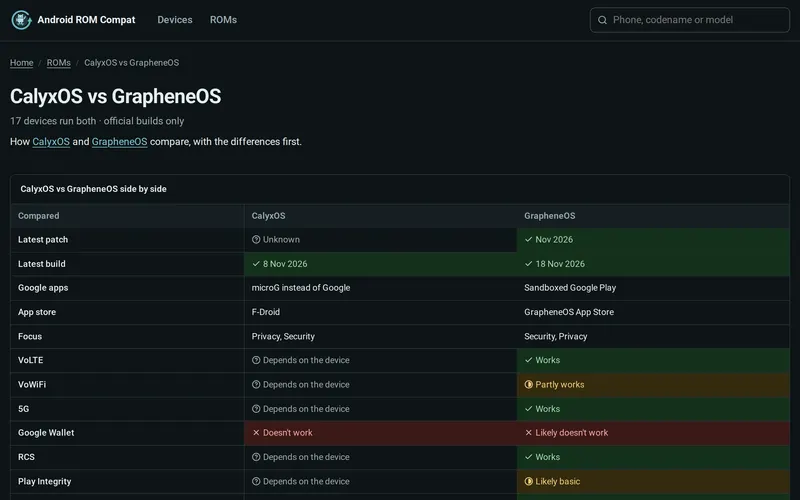 Android ROM Compat Devices ROMs Phone, codename or model
Home / ROMs / CalyxOS vs GrapheneOS
CalyxOS vs GrapheneOS
17 devices run both · official builds only
How CalyxOS and GrapheneOS compare, with the differences first.
CalyxOS vs GrapheneOS side by side
Compared CalyxOS GrapheneOS
Latest patch Unknown Nov 2026
Latest build 8 Nov 2026 18 Nov 2026
Google apps microG instead of Google Sandboxed Google Play
App store F-Droid GrapheneOS App Store
Focus Privacy, Security Security, Privacy
VoLTE Depends on the device Works
VoWiFi Depends on the device Partly works
5G Depends on the device Works
Google Wallet Doesn't work Likely doesn't work
RCS Depends on the device Works
Play Integrity Depends on the device Likely basic